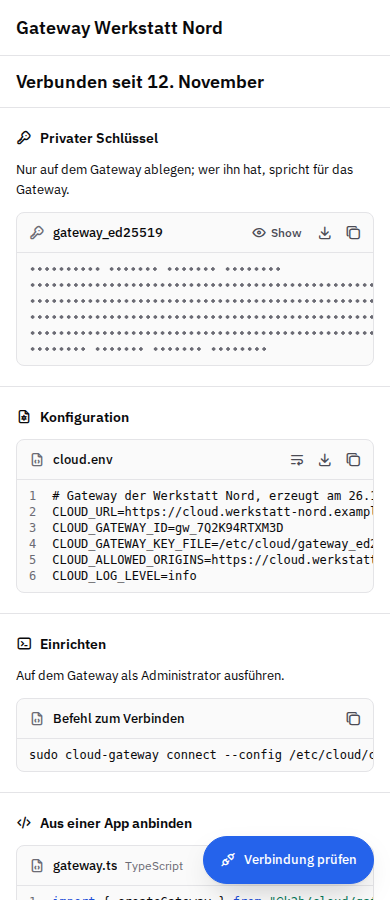 Gateway Werkstatt Nord
Verbunden seit 12. November
Privater Schlüssel
Nur auf dem Gateway ablegen; wer ihn hat, spricht für das
Gateway.
gateway_ed25519 Show
Konfiguration
cloud.env
1 # Gateway der Werkstatt Nord, erzeugt am 26.1
2 CLOUD_URL=https://cloud.werkstatt-nord.exampl
3 CLOUD_GATEWAY_ID=gw_7Q2K94RTXM3D
4 CLOUD_GATEWAY_KEY_FILE=/etc/cloud/gateway_ed2
5 CLOUD_ALLOWED_ORIGINS=https://cloud.werkstatt
6 CLOUD_LOG_LEVEL=info
Einrichten
Auf dem Gateway als Administrator ausführen.
Befehl zum Verbinden
sudo cloud-gateway connect --config /etc/cloud/c
Aus einer App anbinden
gateway.ts TypeScript
Verbindung prüfen